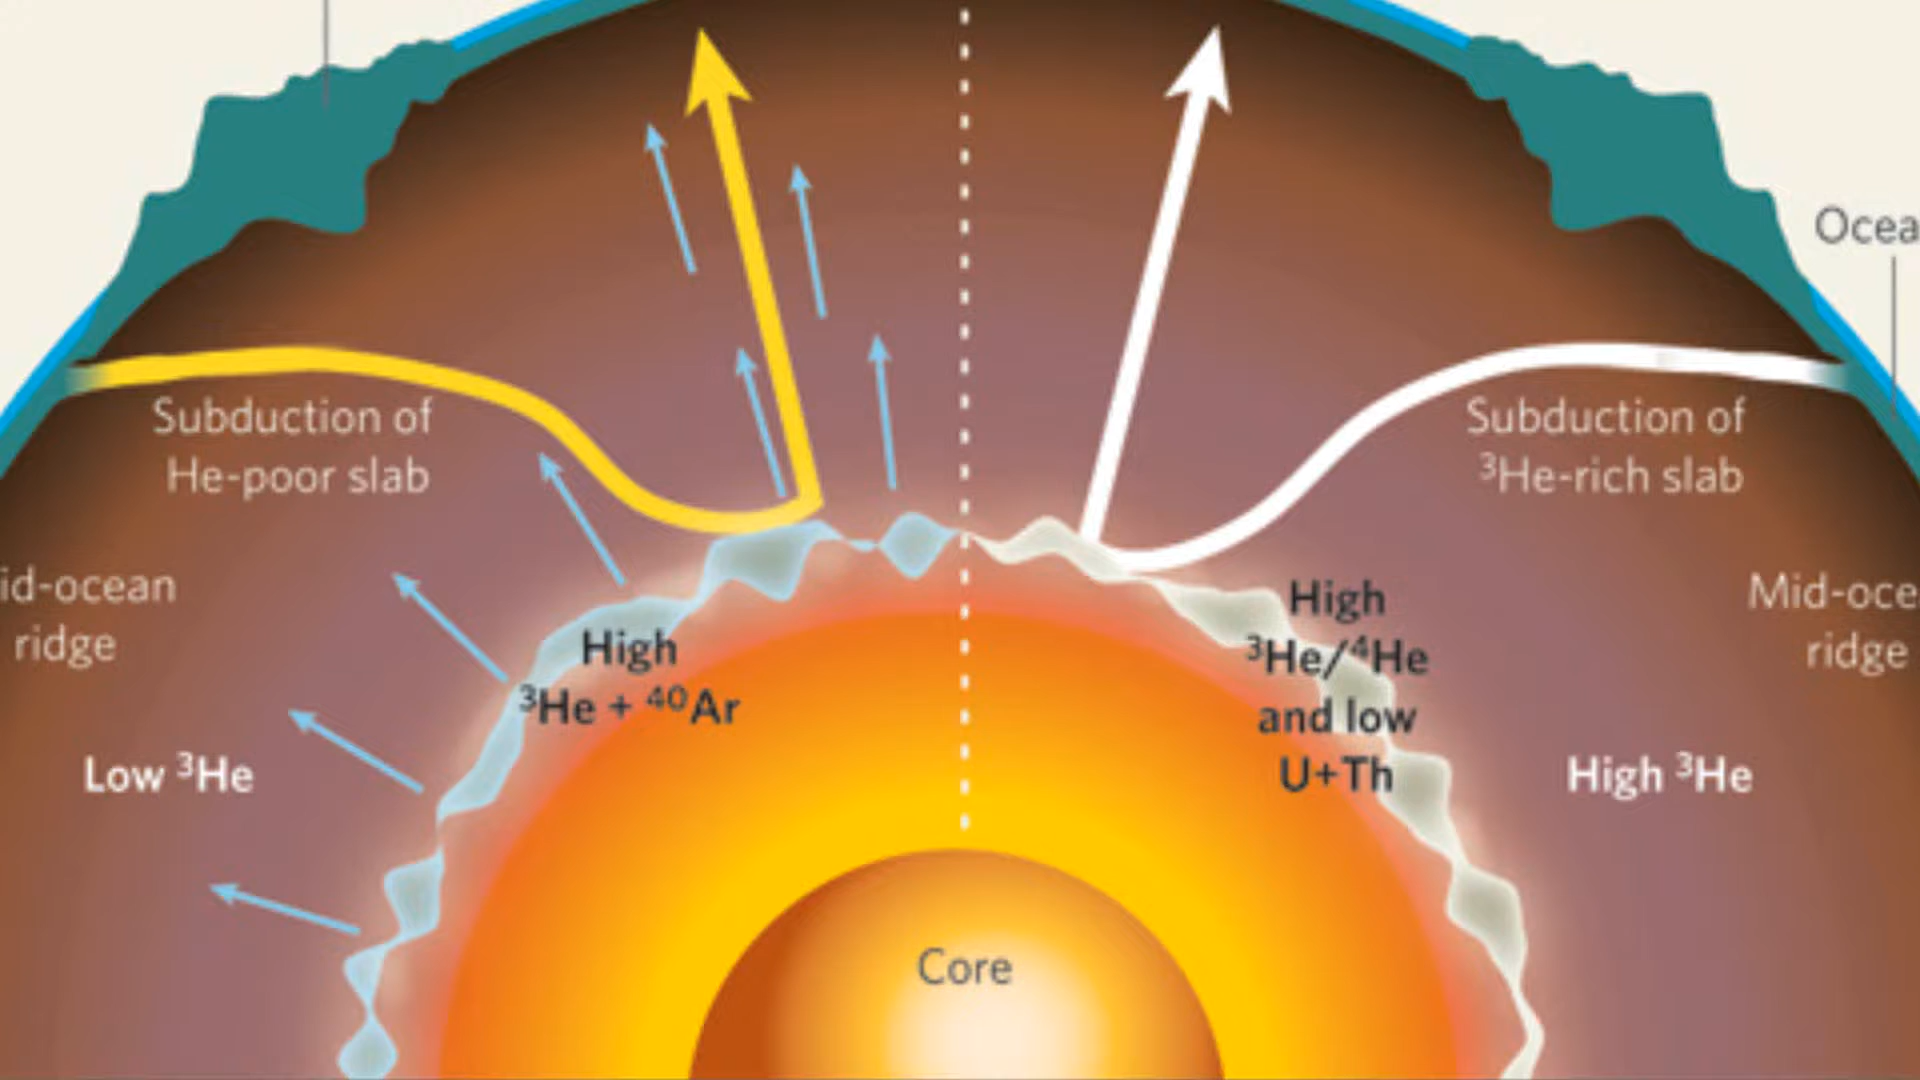 Ocea
Subduction of
He-poor slab
Subduction of
³He-rich slab
id-ocean
ridge
High
³He + ⁴⁰Ar
High
³He/⁴He
and low
U+Th
Mid-oce
ridge
Low ³He
High ³He
Core